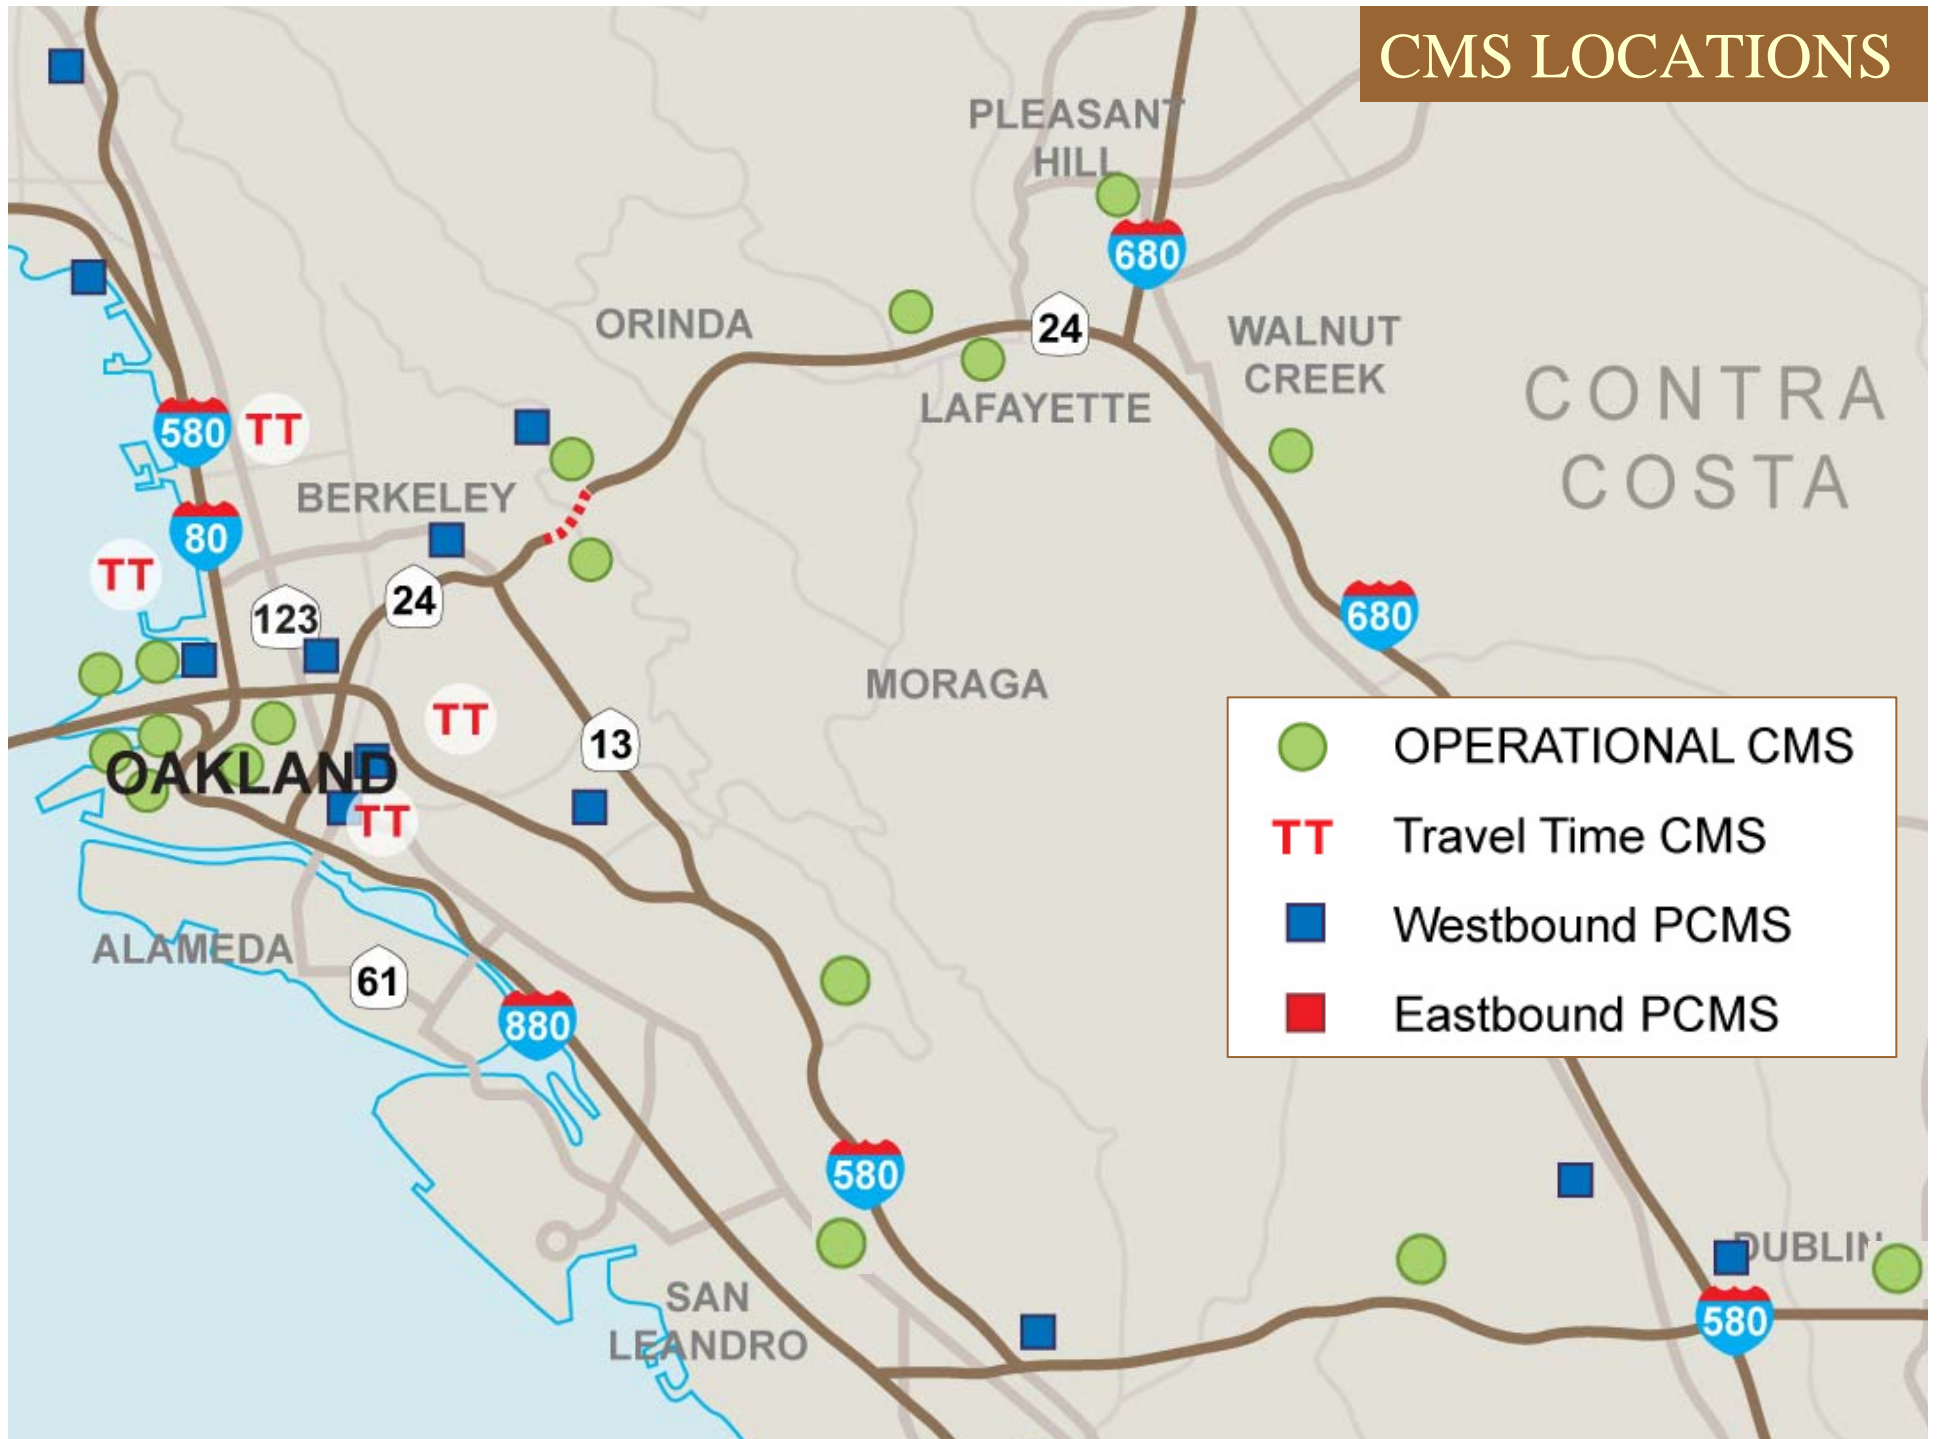 CMS LOCATIONS
PLEASANT
HILL
680
ORINDA
24
WALNUT
CREEK
LAFAYETTE
CONTRA
COSTA
580
TT
BERKELEY
80
TT
24
123
680
MORAGA
TT
13
OAKLAND
TT
OPERATIONAL CMS
TT Travel Time CMS
Westbound PCMS
Eastbound PCMS
ALAMEDA
61
880
580
DUBLIN
SAN
LEANDRO
580